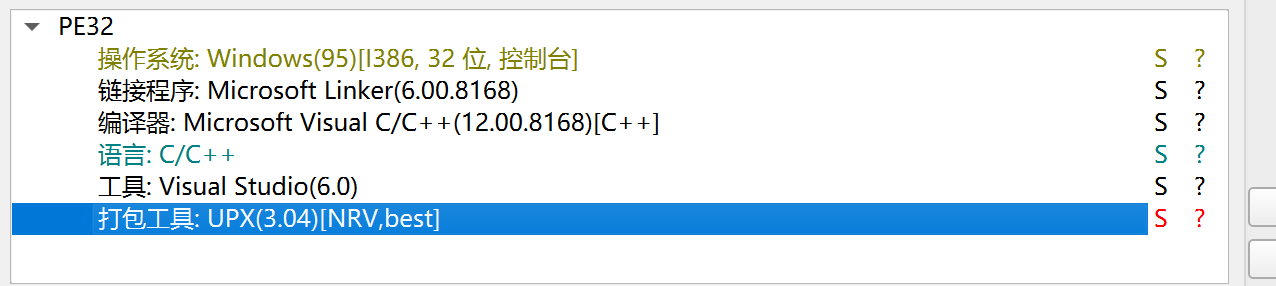 PE32
操作系统: Windows(95)[I386, 32 位, 控制台] S ?
链接程序: Microsoft Linker(6.00.8168) S ?
编译器: Microsoft Visual C/C++(12.00.8168)[C++] S ?
语言: C/C++ S ?
工具: Visual Studio(6.0) S ?
打包工具: UPX(3.04)[NRV,best] S ?